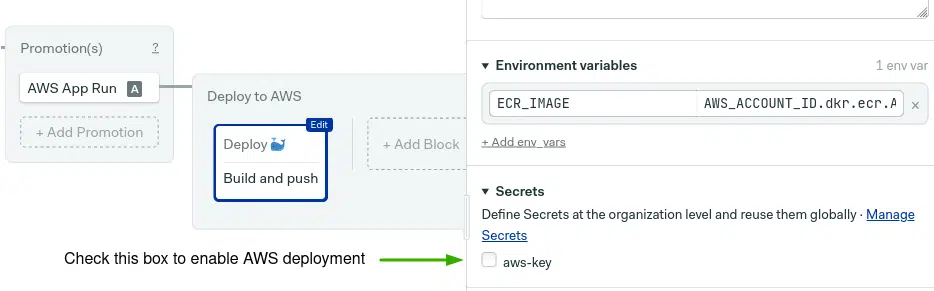 Promotion(s) ?
AWS App Run A
+ Add Promotion
Deploy to AWS
Edit
Deploy
Build and push
+ Add Block
Check this box to enable AWS deployment
Environment variables 1 env var
ECR_IMAGE AWS_ACCOUNT_ID.dkr.ecr.A ×
+ Add env_vars
Secrets
Define Secrets at the organization level and reuse them globally · Manage
Secrets
aws-key